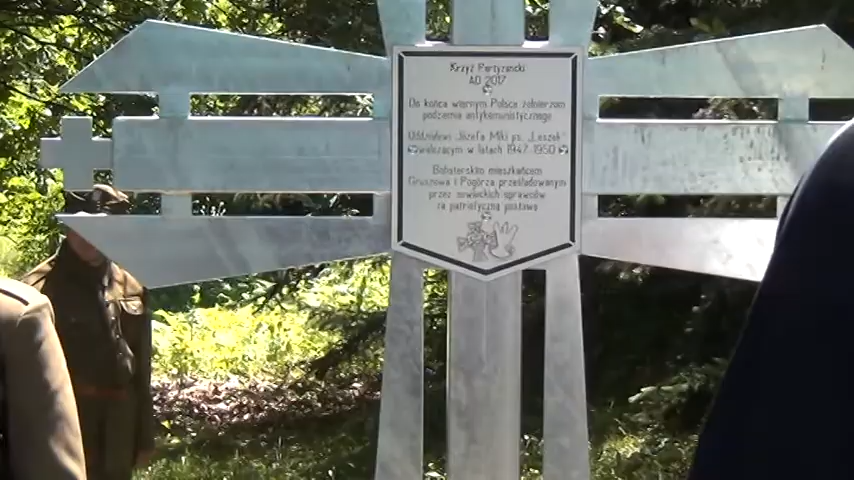 Krzyż Partyzancki
AD 2017
Do końca wiernym Polsce żołnierzom
podziemia antykomunistycznego
Oddziałowi Józefa Miki ps. „Leszek”
walczącym w latach 1947-1950
Bohaterskim mieszkańcom
Gruszowa i Pogórza prześladowanym
przez sowieckich oprawców
za patriotyczną postawę